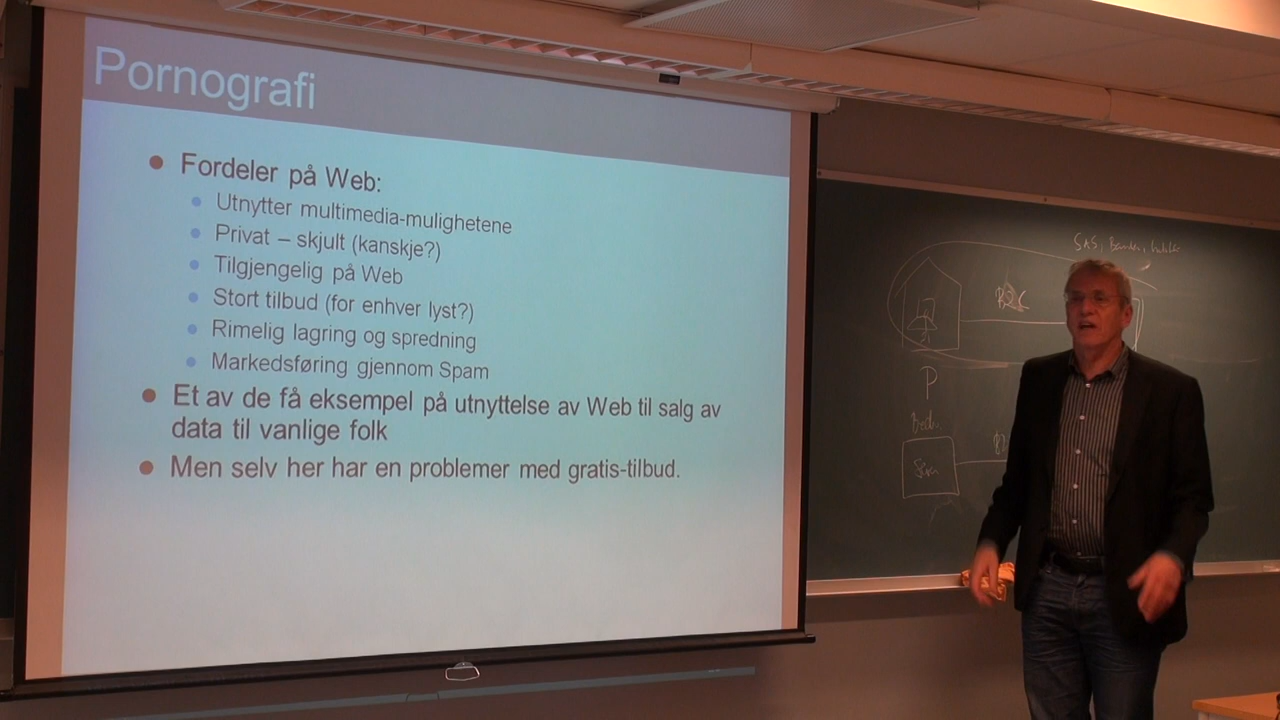 Pornografi
Fordeler på Web:
Utnytter multimedia-mulighetene
Privat – skjult (kanskje?)
Tilgjengelig på Web
Stort tilbud (for enhver lyst?)
Rimelig lagring og spredning
Markedsføring gjennom Spam
Et av de få eksempel på utnyttelse av Web til salg av
data til vanlige folk
Men selv her har en problemer med gratis-tilbud.
SAS,
B2C
P